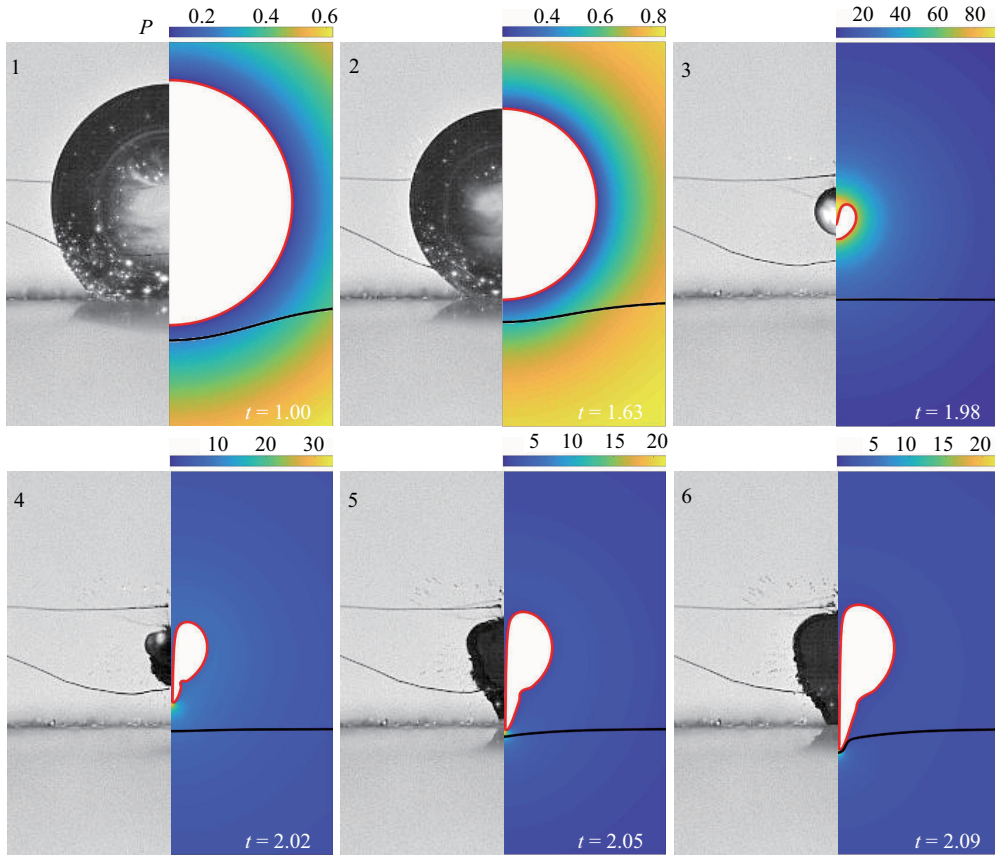 P 0.2 0.4 0.6
0.4 0.6 0.8
20 40 60 80
1
2
3
t = 1.00
t = 1.63
t = 1.98
10 20 30
5 10 15 20
5 10 15 20
4
5
6
t = 2.02
t = 2.05
t = 2.09